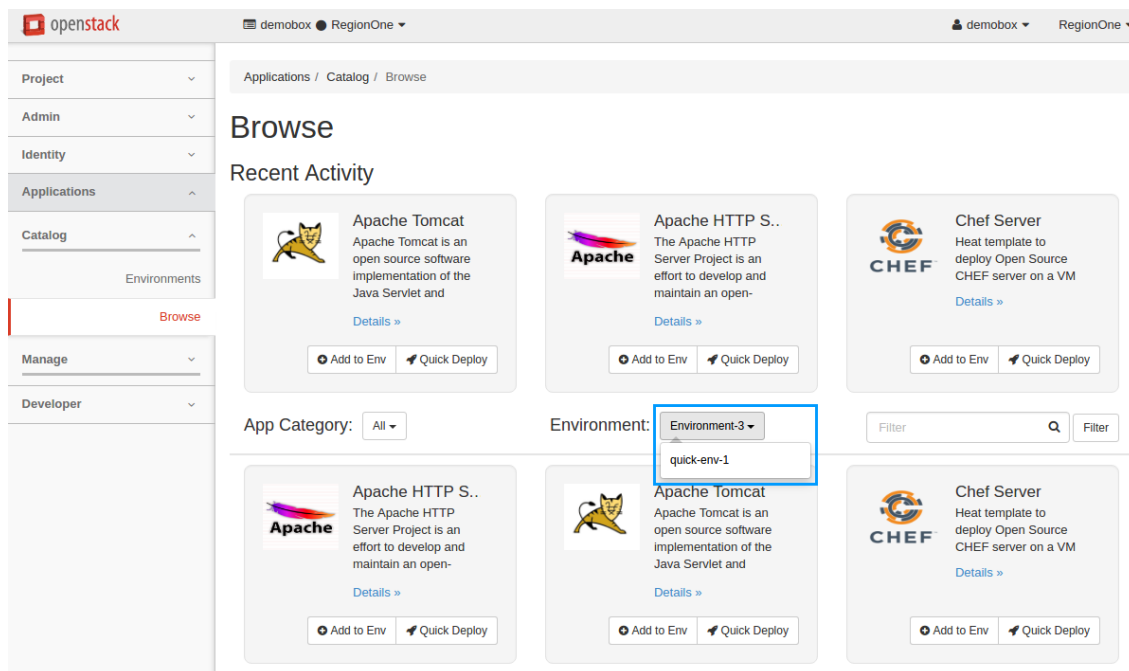 openstack
demobox RegionOne
demobox
RegionOne
Project
Admin
Identity
Applications
Catalog
Environments
Browse
Manage
Developer
Applications / Catalog / Browse
Browse
Recent Activity
Apache Tomcat
Apache Tomcat is an
open source software
implementation of the
Java Servlet and
Details »
Add to Env Quick Deploy
Apache
Apache HTTP S..
The Apache HTTP
Server Project is an
effort to develop and
maintain an open-
Details »
Add to Env Quick Deploy
CHEF
Chef Server
Heat template to
deploy Open Source
CHEF server on a VM
Details »
Add to Env Quick Deploy
App Category: All
Environment: Environment-3
quick-env-1
Filter
Filter
Apache
Apache HTTP S..
The Apache HTTP
Server Project is an
effort to develop and
maintain an open-
Details »
Add to Env Quick Deploy
Apache Tomcat
Apache Tomcat is an
open source software
implementation of the
Java Servlet and
Details »
Add to Env Quick Deploy
CHEF
Chef Server
Heat template to
deploy Open Source
CHEF server on a VM
Details »
Add to Env Quick Deploy